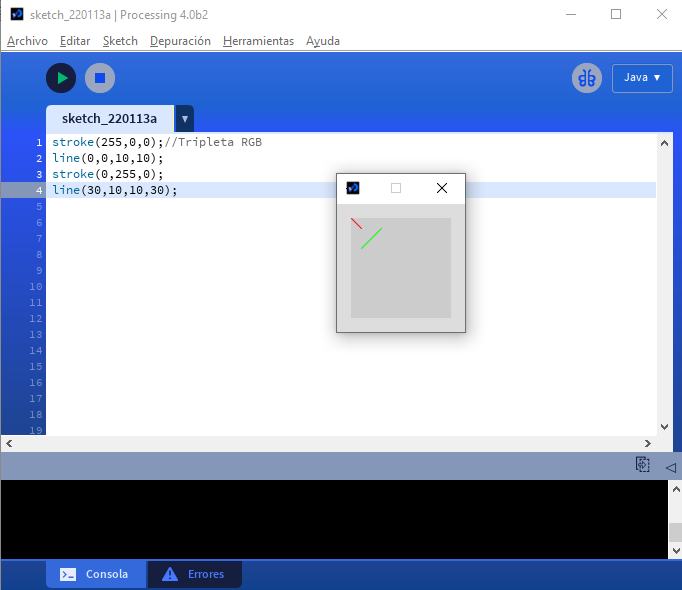 sketch_220113a | Processing 4.0b2
Archivo Editar Sketch Depuración Herramientas Ayuda
Java ▼
sketch_220113a ▼
1 stroke(255,0,0);//Tripleta RGB
2 line(0,0,10,10);
3 stroke(0,255,0);
4 line(30,10,10,30);
5
6
7
8
9
10
11
12
13
14
15
16
17
18
19
Consola Errores